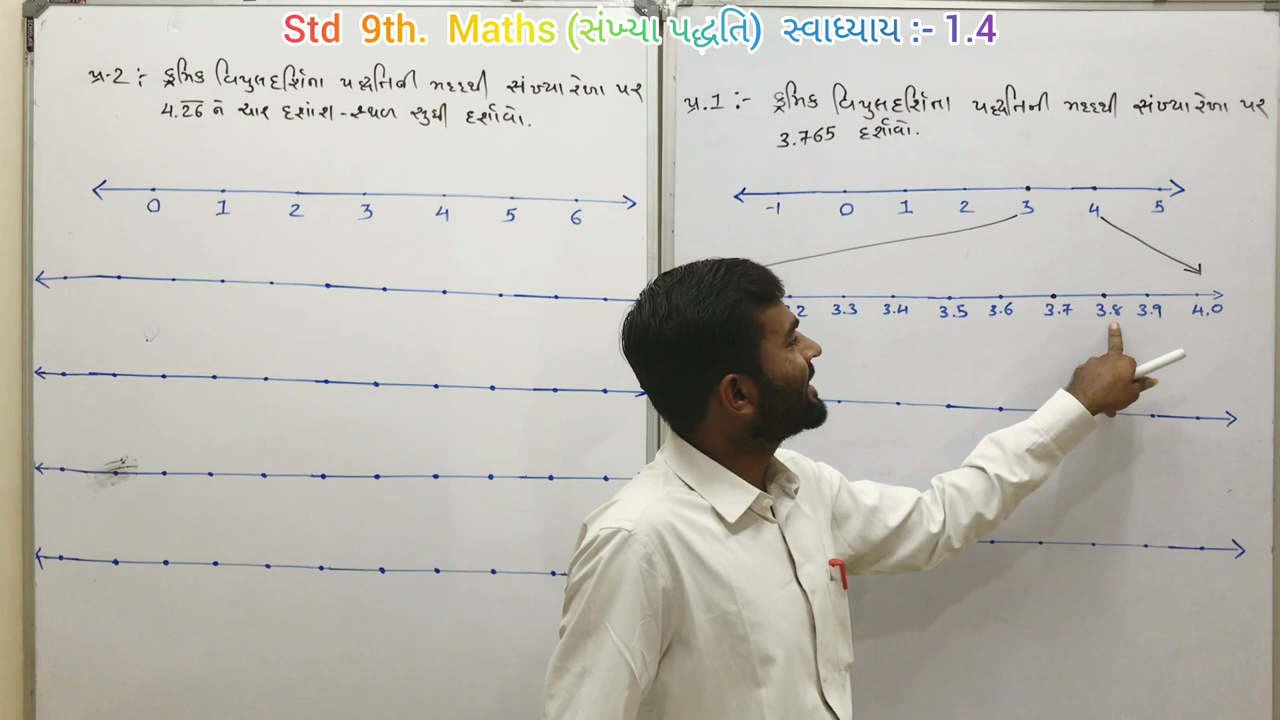 Std 9th. Maths (સંખ્યા પદ્ધતિ) સ્વાધ્યાય :- 1.4
પ્ર-2 :- ક્રમિક વિપુલદર્શિતા પદ્ધતિની મદદથી સંખ્યારેખા પર
4.2̅6̅ ને ચાર દશાંશ-સ્થળ સુધી દર્શાવો.
0 1 2 3 4 5 6
પ્ર.1 :- ક્રમિક વિપુલદર્શિતા પદ્ધતિની મદદથી સંખ્યારેખા પર
3.765 દર્શાવો.
-1 0 1 2 3 4 5
3.3 3.4 3.5 3.6 3.7 3.8 3.9 4.0